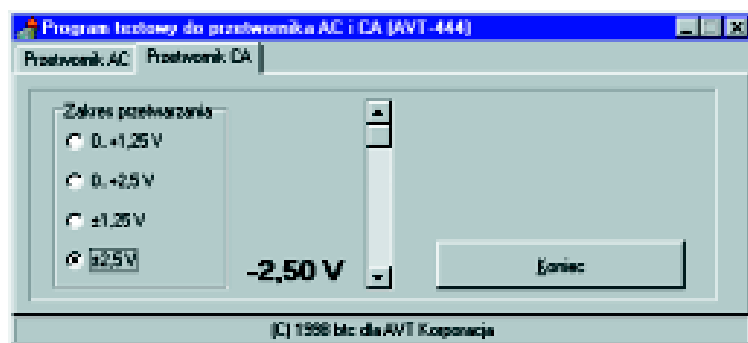 Program testowy do przetwornika AC i CA (AVT-444)
Przetwornik AC Przetwornik CA
Zakres przetwarzania
0..+1,25 V
0..+2,5 V
±1,25 V
±2,5 V
-2,50 V
Koniec
(C) 1998 btc dla AVT Korporacja